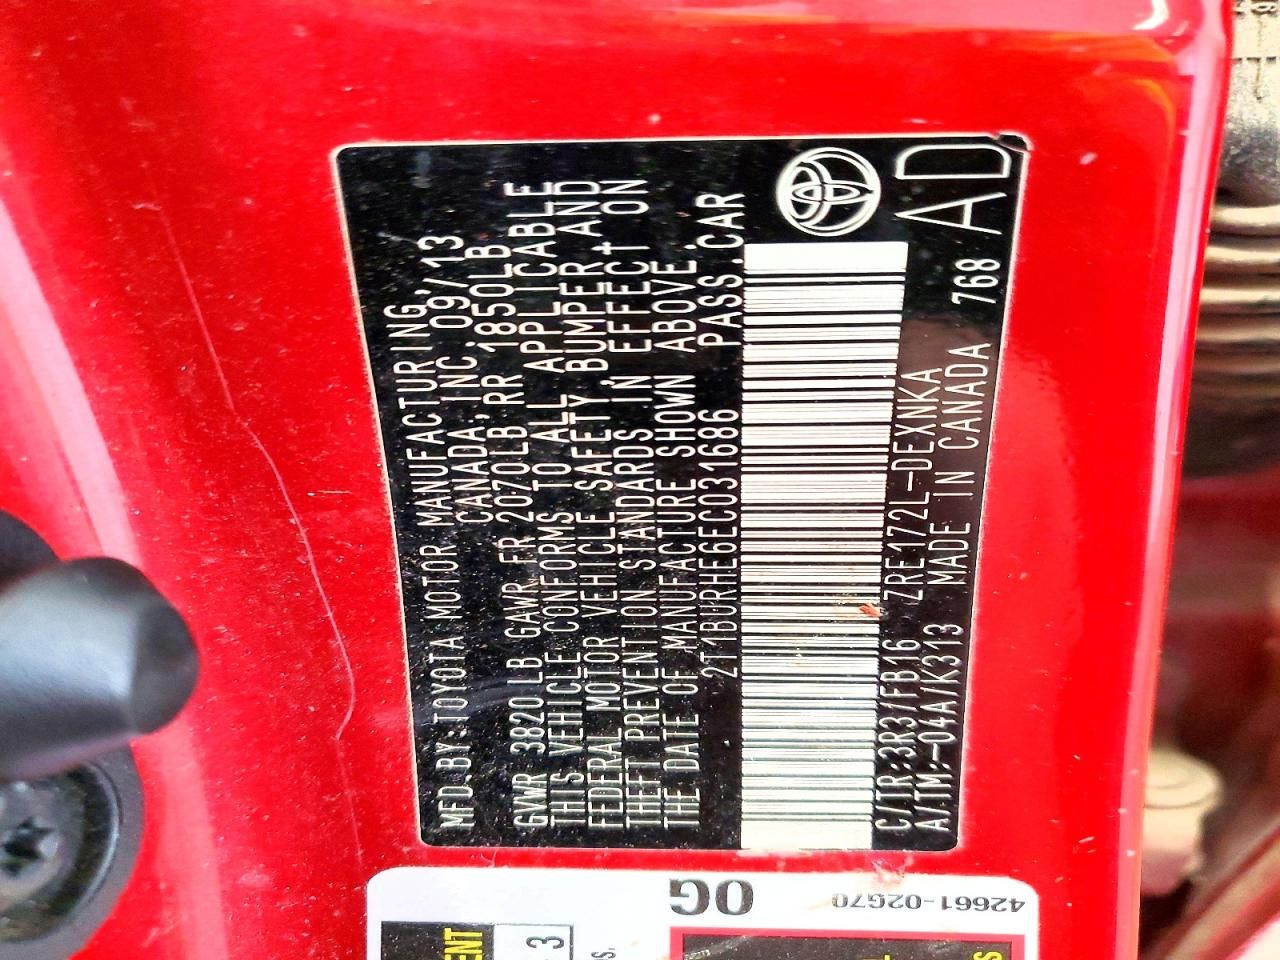 MFD.BY:TOYOTA MOTOR MANUFACTURING,
CANADA,INC.09/13
GVWR 3820LB GAWR FR 2070LB RR 1850LB
THIS VEHICLE CONFORMS TO ALL APPLICABLE
FEDERAL MOTOR VEHICLE SAFETY BUMPER,AND
THEFT PREVENTION STANDARDS IN EFFECT ON
THE DATE OF MANUFACTURE SHOWN ABOVE.
2T1BURHE6EC031686 PASS.CAR
C/TR:3R3/FB16 ZRE172L-DEXNKA 768 AD
A/TM:-04A/K313 MADE IN CANADA
42661-02G70
0G